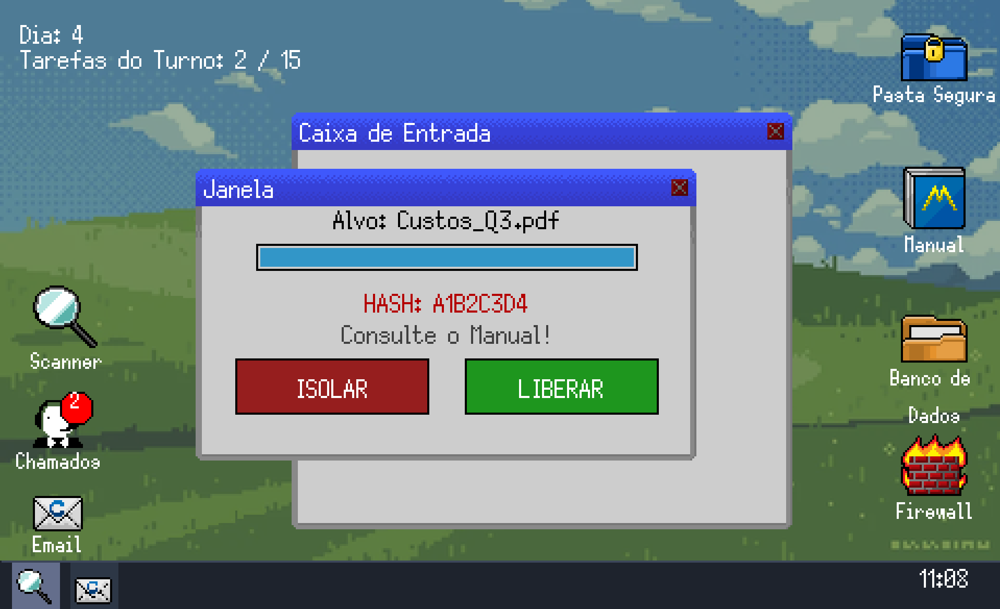 Dia: 4
Tarefas do Turno: 2 / 15
Pasta Segura
Caixa de Entrada
Janela
Alvo: Custos_Q3.pdf
HASH: A1B2C3D4
Consulte o Manual!
ISOLAR
LIBERAR
Manual
Scanner
Banco de
Dados
2
Chamados
Firewall
Email
11:08